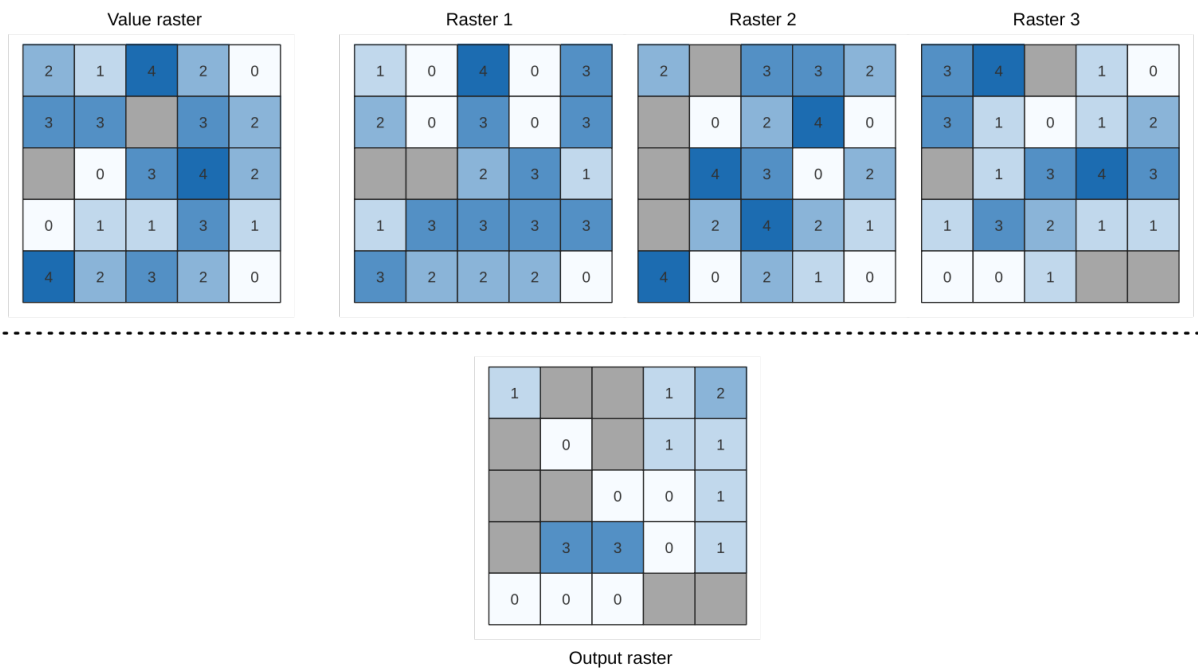 Value raster Raster 1 Raster 2 Raster 3
2 1 4 2 0 1 0 4 0 3 2 3 3 2 3 4 1 0
3 3 3 2 2 0 3 0 3 0 2 4 0 3 1 0 1 2
0 3 4 2 2 3 1 4 3 0 2 1 3 4 3
0 1 1 3 1 1 3 3 3 3 2 4 2 1 1 3 2 1 1
4 2 3 2 0 3 2 2 2 0 4 0 2 1 0 0 0 1
1 1 2
0 1 1
0 0 1
3 3 0 1
0 0 0
Output raster